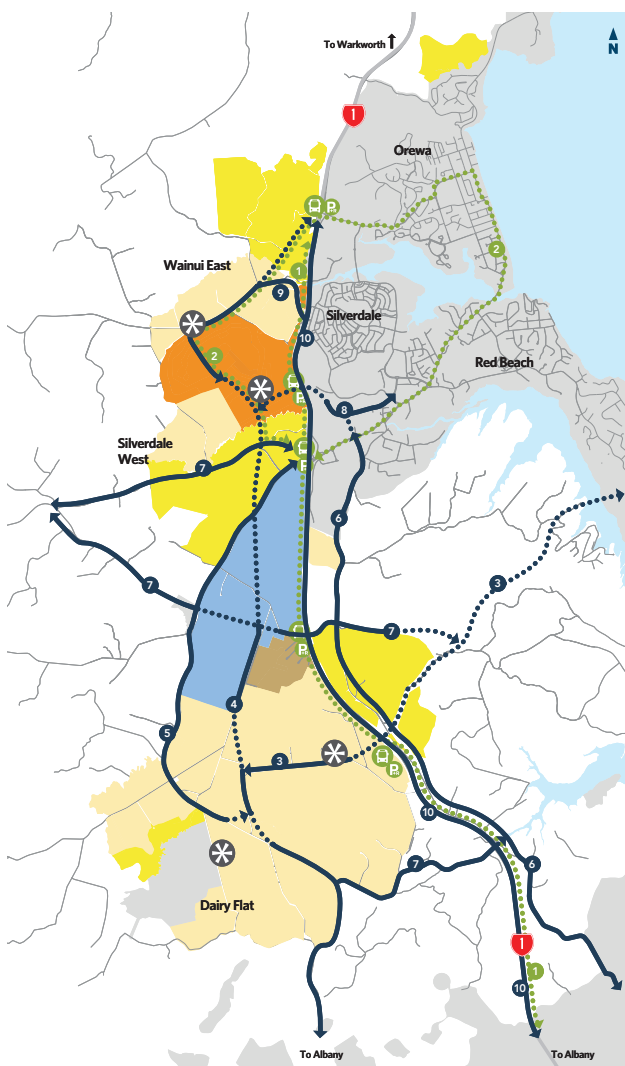 To Warkworth
N
1
Orewa
P
2
Wainui East
1
9
Silverdale
10
2
Red Beach
P
8
Silverdale
West
7
P
6
3
7
7
P
4
5
3
P
10
7
6
Dairy Flat
1
1
10
To Albany
To Albany